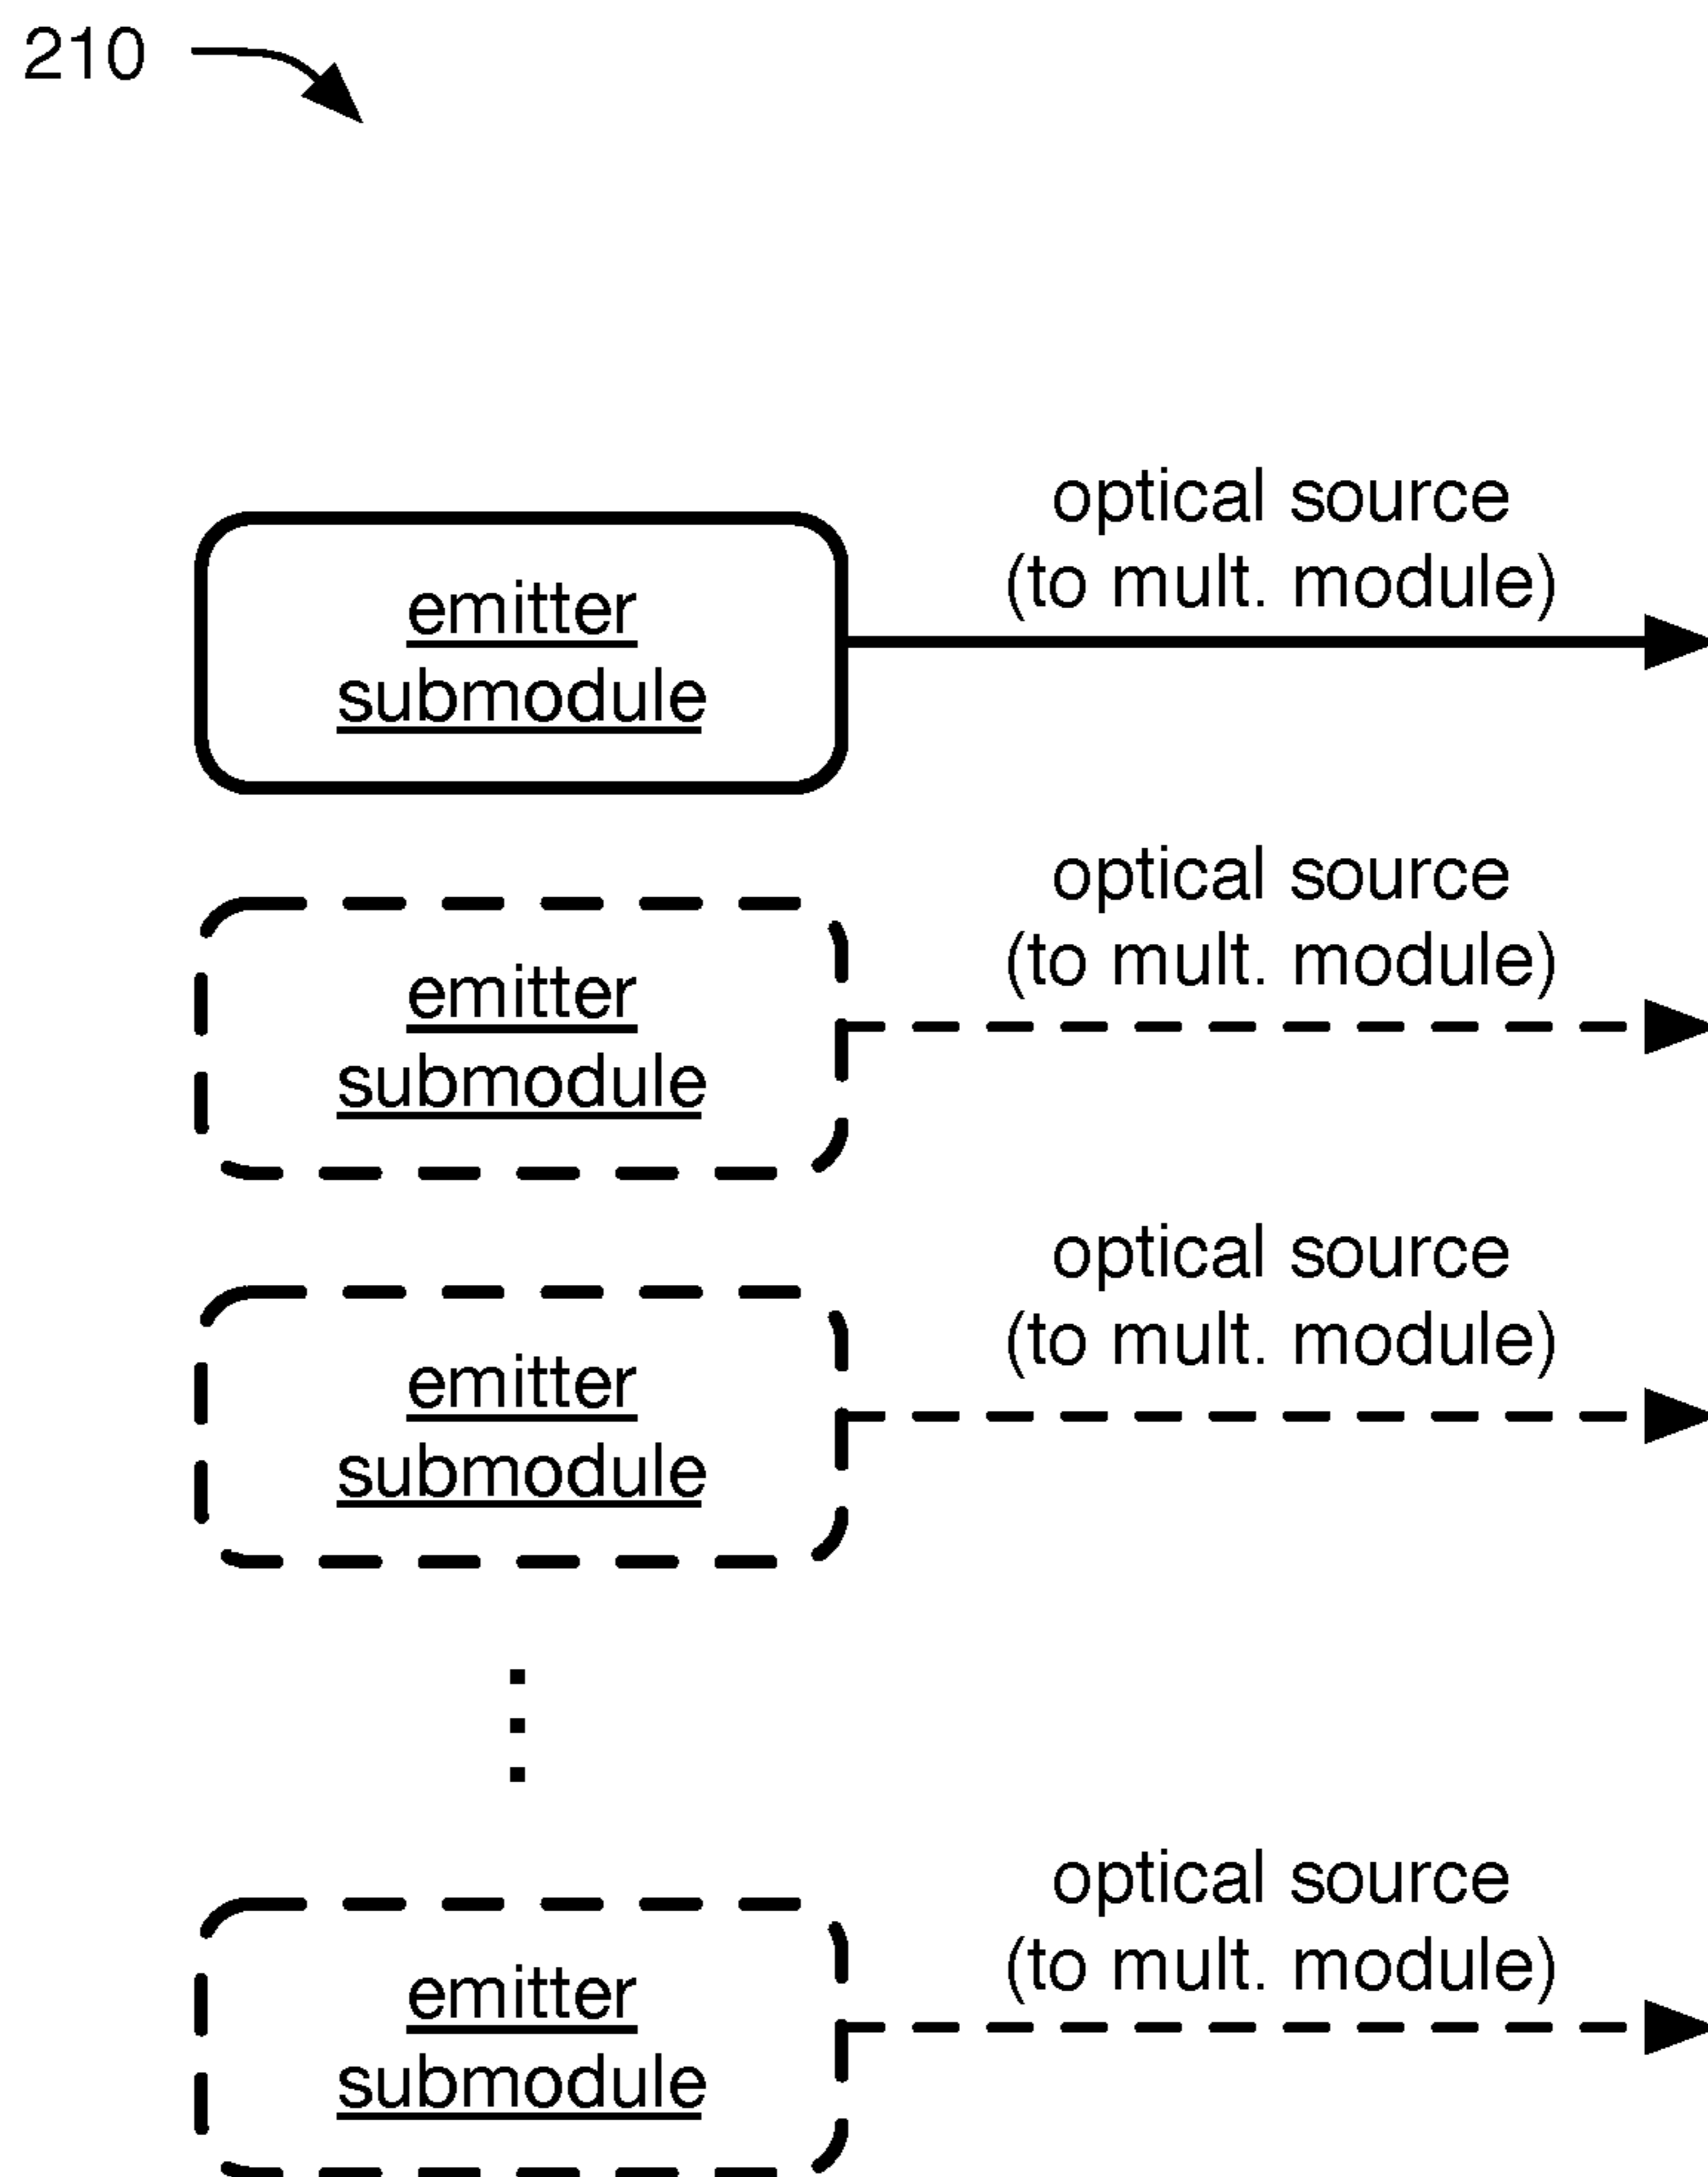 210
optical source
(to mult. module)
emitter
submodule
optical source
(to mult. module)
emitter
submodule
optical source
(to mult. module)
emitter
submodule
optical source
(to mult. module)
emitter
submodule